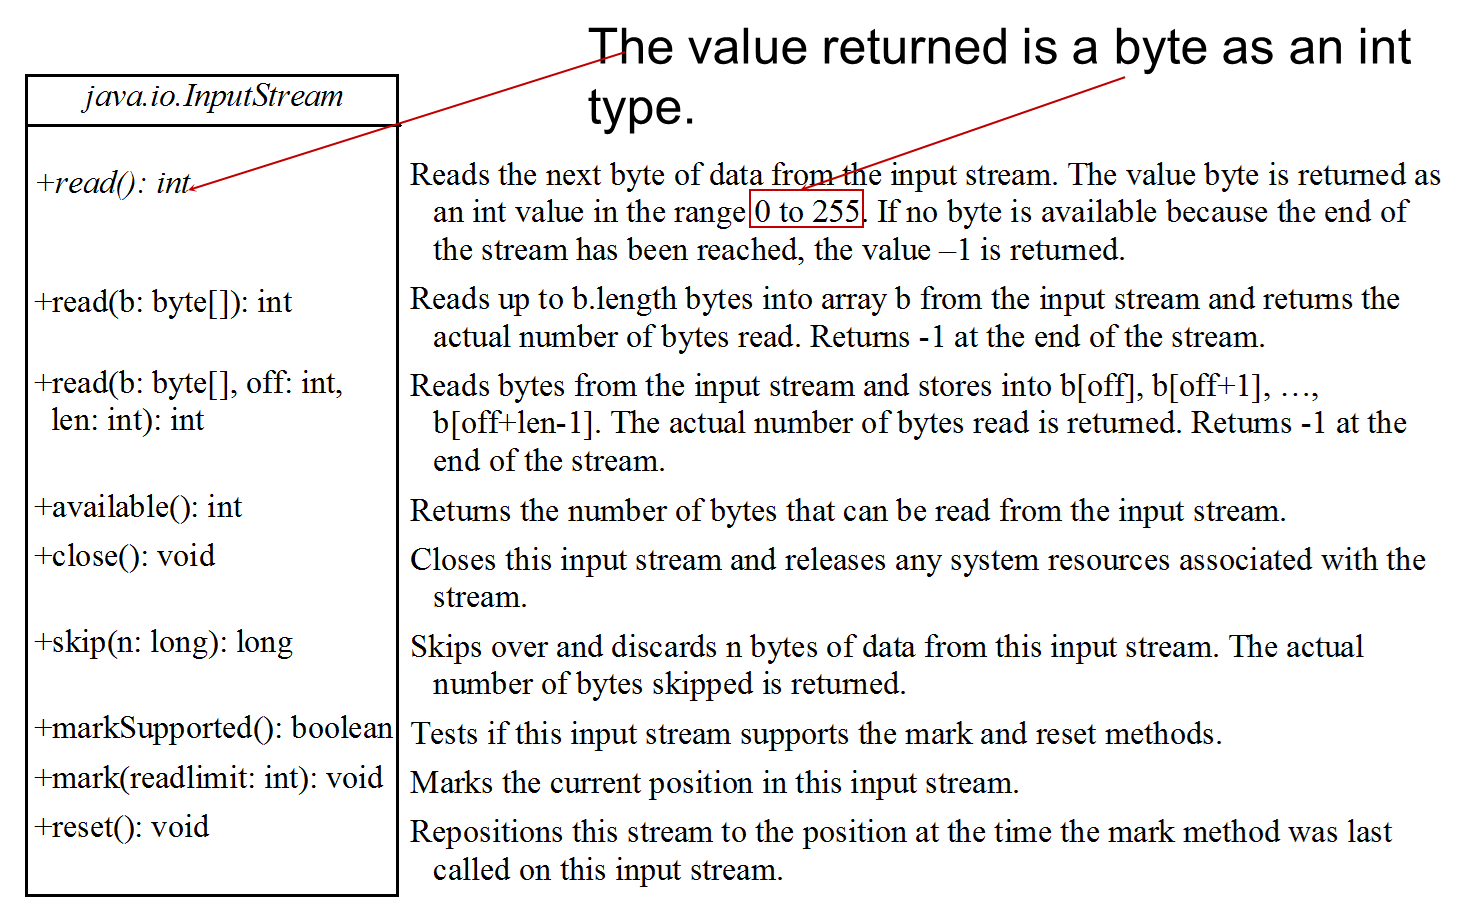 The value returned is a byte as an int
type.
java.io.InputStream
+read(): int
Reads the next byte of data from the input stream. The value byte is returned as
an int value in the range 0 to 255. If no byte is available because the end of
the stream has been reached, the value –1 is returned.
+read(b: byte[]): int
Reads up to b.length bytes into array b from the input stream and returns the
actual number of bytes read. Returns -1 at the end of the stream.
+read(b: byte[], off: int,
len: int): int
Reads bytes from the input stream and stores into b[off], b[off+1], …,
b[off+len-1]. The actual number of bytes read is returned. Returns -1 at the
end of the stream.
+available(): int
Returns the number of bytes that can be read from the input stream.
+close(): void
Closes this input stream and releases any system resources associated with the
stream.
+skip(n: long): long
Skips over and discards n bytes of data from this input stream. The actual
number of bytes skipped is returned.
+markSupported(): boolean
Tests if this input stream supports the mark and reset methods.
+mark(readlimit: int): void
Marks the current position in this input stream.
+reset(): void
Repositions this stream to the position at the time the mark method was last
called on this input stream.